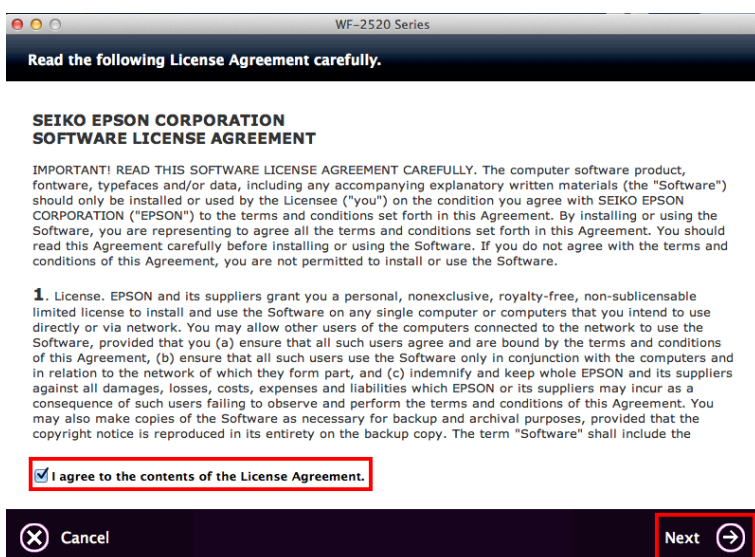 WF-2520 Series
Read the following License Agreement carefully.
SEIKO EPSON CORPORATION
SOFTWARE LICENSE AGREEMENT
IMPORTANT! READ THIS SOFTWARE LICENSE AGREEMENT CAREFULLY. The computer software product,
fontware, typefaces and/or data, including any accompanying explanatory written materials (the "Software")
should only be installed or used by the Licensee ("you") on the condition you agree with SEIKO EPSON
CORPORATION ("EPSON") to the terms and conditions set forth in this Agreement. By installing or using the
Software, you are representing to agree all the terms and conditions set forth in this Agreement. You should
read this Agreement carefully before installing or using the Software. If you do not agree with the terms and
conditions of this Agreement, you are not permitted to install or use the Software.
1. License. EPSON and its suppliers grant you a personal, nonexclusive, royalty-free, non-sublicensable
limited license to install and use the Software on any single computer or computers that you intend to use
directly or via network. You may allow other users of the computers connected to the network to use the
Software, provided that you (a) ensure that all such users agree and are bound by the terms and conditions
of this Agreement, (b) ensure that all such users use the Software only in conjunction with the computers and
in relation to the network of which they form part, and (c) indemnify and keep whole EPSON and its suppliers
against all damages, losses, costs, expenses and liabilities which EPSON or its suppliers may incur as a
consequence of such users failing to observe and perform the terms and conditions of this Agreement. You
may also make copies of the Software as necessary for backup and archival purposes, provided that the
copyright notice is reproduced in its entirety on the backup copy. The term "Software" shall include the
I agree to the contents of the License Agreement.
Cancel
Next